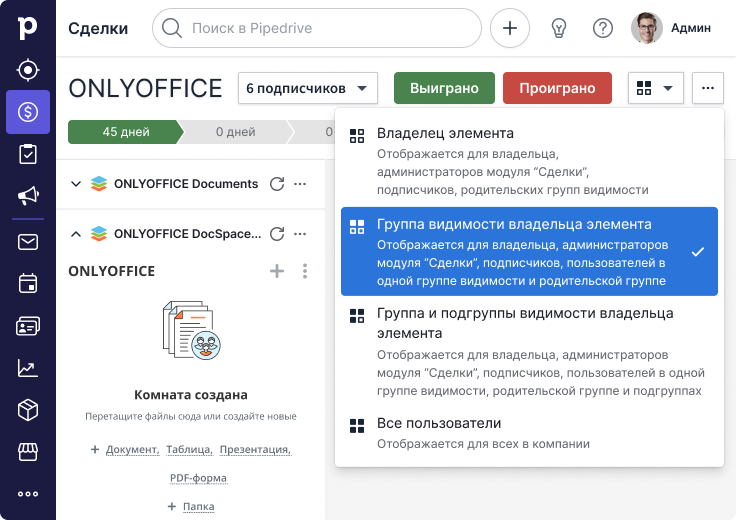 p
Сделки
Поиск в Pipedrive
Админ
ONLYOFFICE
6 подписчиков
Выиграно
Проиграно
45 дней
0 дней
0
Владелец элемента
Отображается для владельца,
администраторов модуля “Сделки”,
подписчиков, родительских групп видимости
Группа видимости владельца элемента
Отображается для владельца, администраторов
модуля “Сделки”, подписчиков, пользователей в
одной группе видимости и родительской группе
Группа и подгруппы видимости владельца
элемента
Отображается для владельца, администраторов
модуля “Сделки”, подписчиков, пользователей в одной
группе видимости, родительской группе и подгруппах
Все пользователи
Отображается для всех в компании
ONLYOFFICE Documents
ONLYOFFICE DocSpace...
ONLYOFFICE
Комната создана
Перетащите файлы сюда или создайте новые
+ Документ, Таблица, Презентация,
PDF-форма
+ Папка